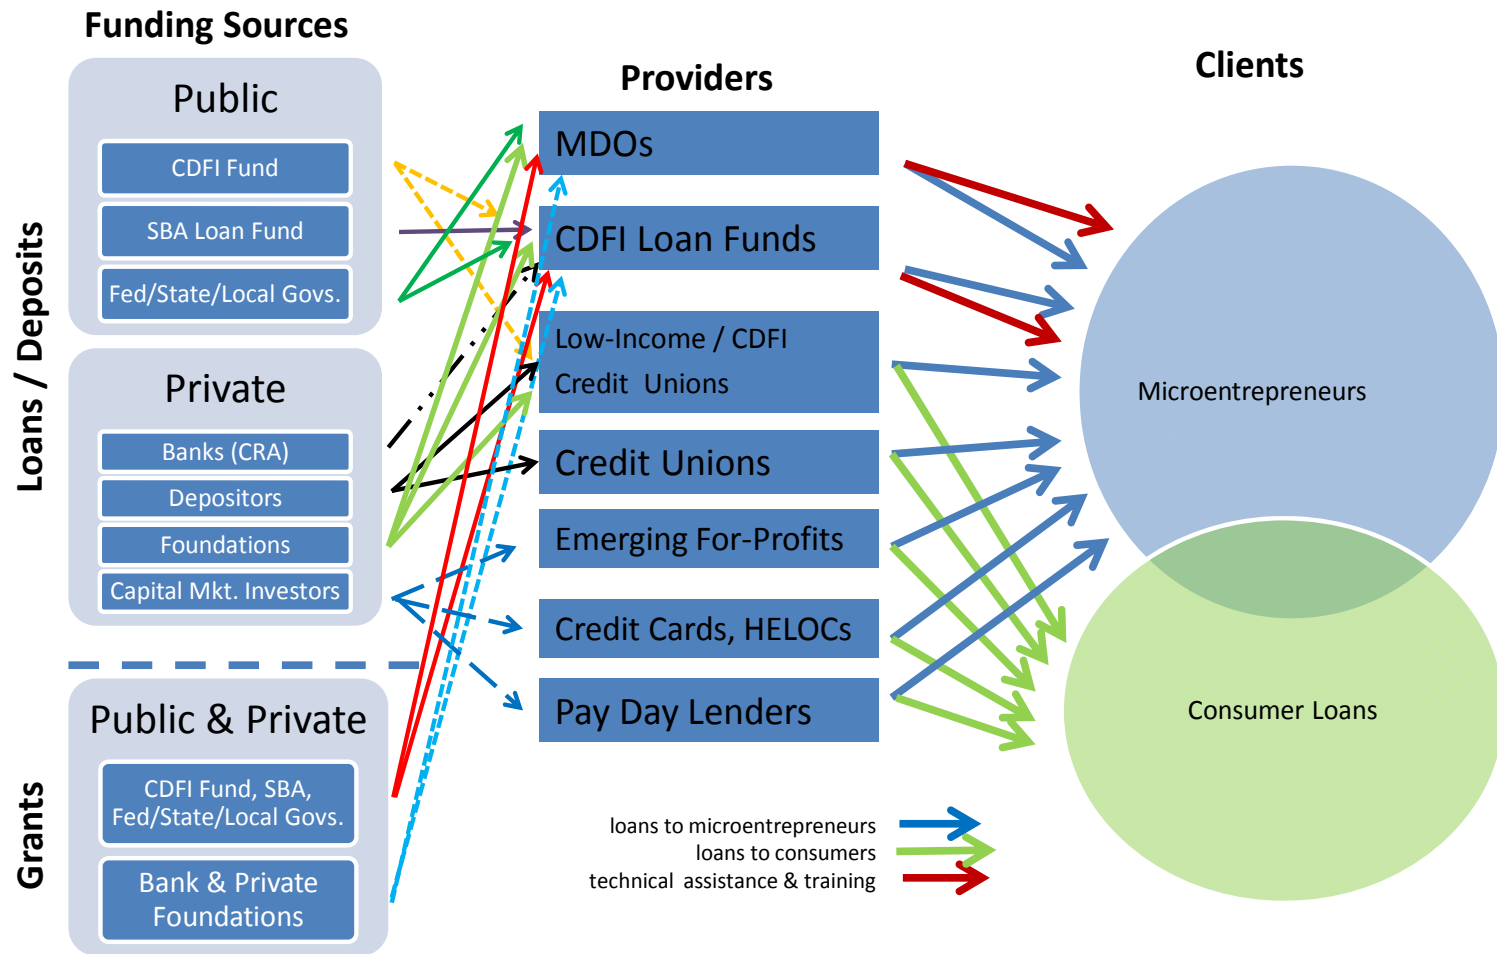 Funding Sources
Public
CDFI Fund
SBA Loan Fund
Fed/State/Local Govs.
Private
Banks (CRA)
Depositors
Foundations
Capital Mkt. Investors
Public & Private
CDFI Fund, SBA,
Fed/State/Local Govs.
Bank & Private
Foundations
Loans / Deposits
Grants
Providers
MDOs
CDFI Loan Funds
Low-Income / CDFI
Credit Unions
Credit Unions
Emerging For-Profits
Credit Cards, HELOCs
Pay Day Lenders
loans to microentrepreneurs
loans to consumers
technical assistance & training
Clients
Microentrepreneurs
Consumer Loans